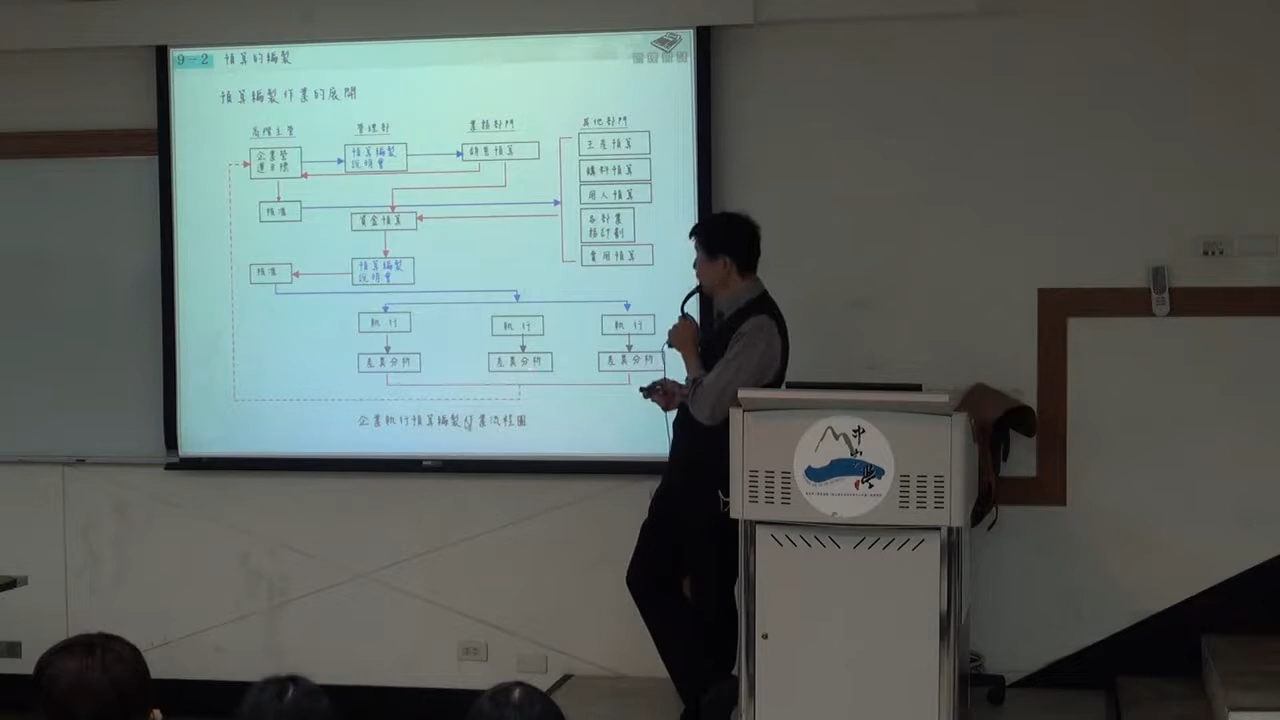 9-2 預算的編製
預算編製作業的展開
高階主管
管理部
業務部門
其他部門
企業營
運目標
預算編製
說明會
銷售預算
生產預算
購料預算
用人預算
各部業
務計劃
費用預算
核准
資金預算
核准
預算編製
說明會
執行
執行
執行
差異分析
差異分析
差異分析
企業執行預算編製作業流程圖